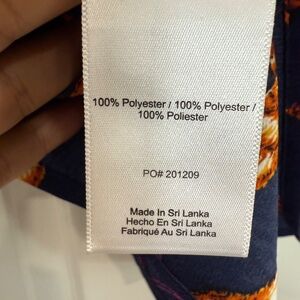 100% Polyester / 100% Polyester /
100% Poliester
PO# 201209
Made In Sri Lanka
Hecho En Sri Lanka
Fabriqué Au Sri Lanka